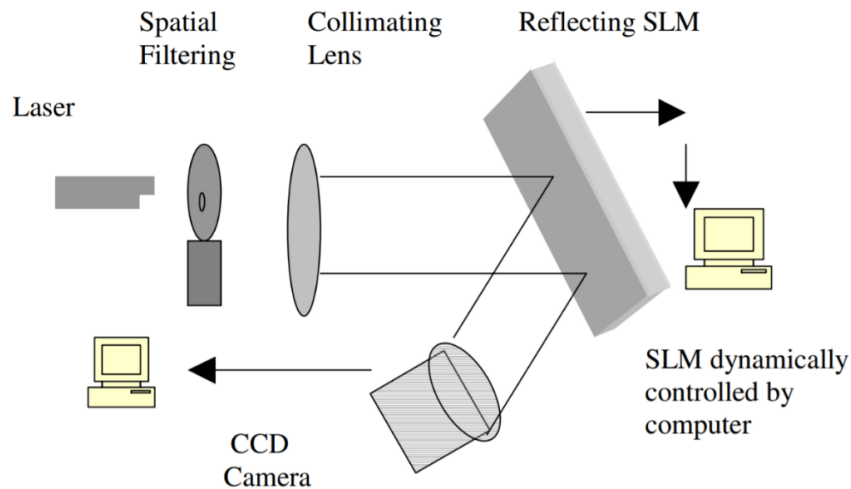 Spatial
Filtering
Collimating
Lens
Reflecting SLM
Laser
SLM dynamically
controlled by
computer
CCD
Camera